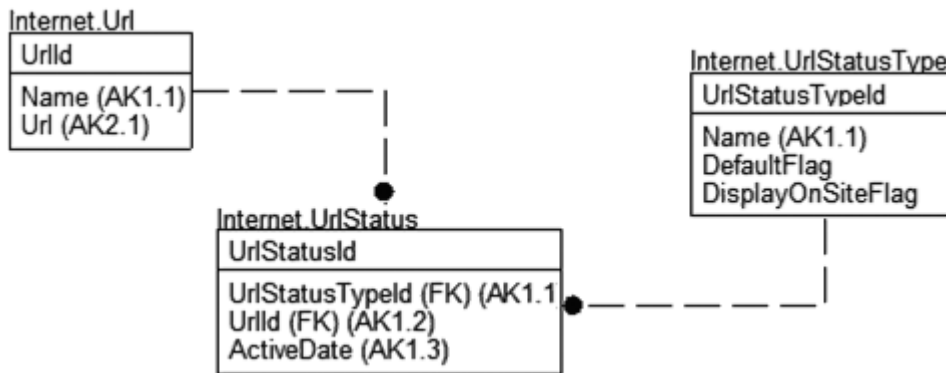 Internet.Url
UrlId
Name (AK1.1)
Url (AK2.1)
Internet.UrlStatusType
UrlStatusTypeId
Name (AK1.1)
DefaultFlag
DisplayOnSiteFlag
Internet.UrlStatus
UrlStatusId
UrlStatusTypeId (FK) (AK1.1
UrlId (FK) (AK1.2)
ActiveDate (AK1.3)